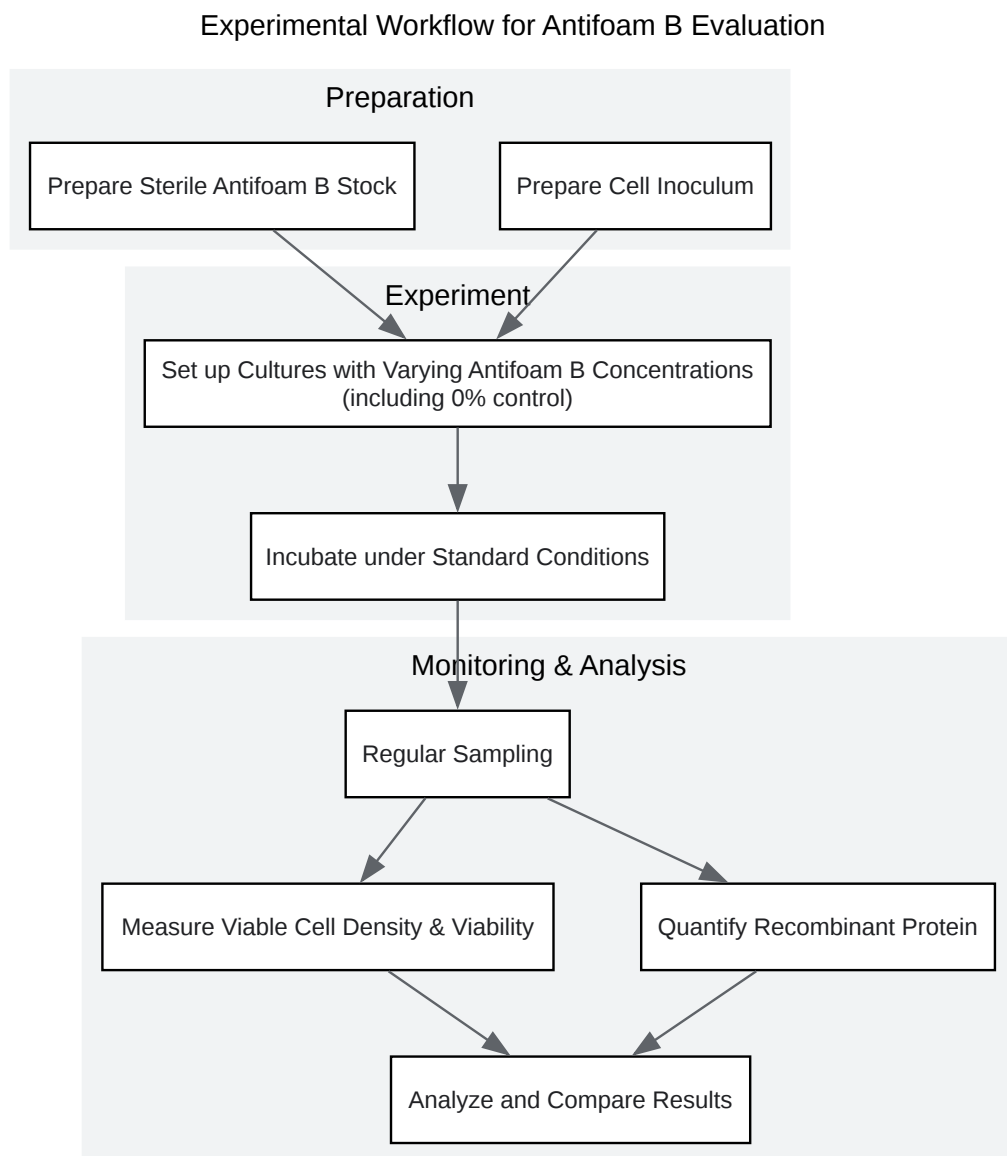 Experimental Workflow for Antifoam B Evaluation
Preparation
Prepare Sterile Antifoam B Stock
Prepare Cell Inoculum
Experiment
Set up Cultures with Varying Antifoam B Concentrations
(including 0% control)
Incubate under Standard Conditions
Monitoring & Analysis
Regular Sampling
Measure Viable Cell Density & Viability
Quantify Recombinant Protein
Analyze and Compare Results